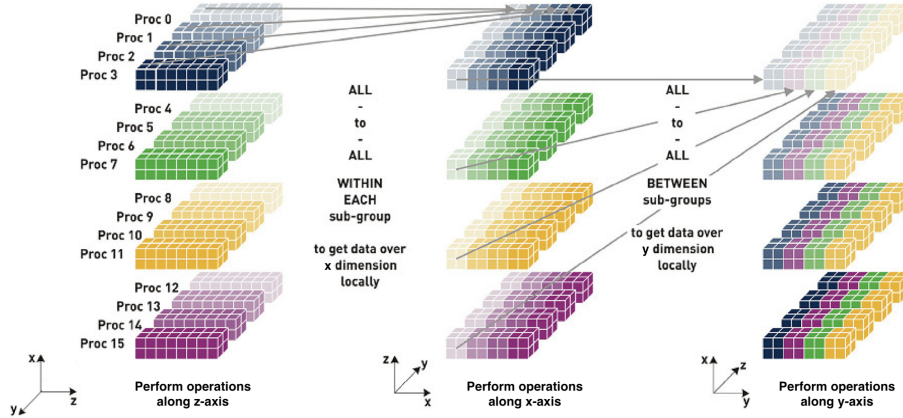 Proc 0
Proc 1
Proc 2
Proc 3
Proc 4
Proc 5
Proc 6
Proc 7
Proc 8
Proc 9
Proc 10
Proc 11
Proc 12
Proc 13
Proc 14
Proc 15
x
y
z
Perform operations
along z-axis
ALL
-
to
-
ALL
WITHIN
EACH
sub-group
to get data over
x dimension
locally
z
y
x
Perform operations
along x-axis
ALL
-
to
-
ALL
BETWEEN
sub-groups
to get data over
y dimension
locally
x
z
y
Perform operations
along y-axis